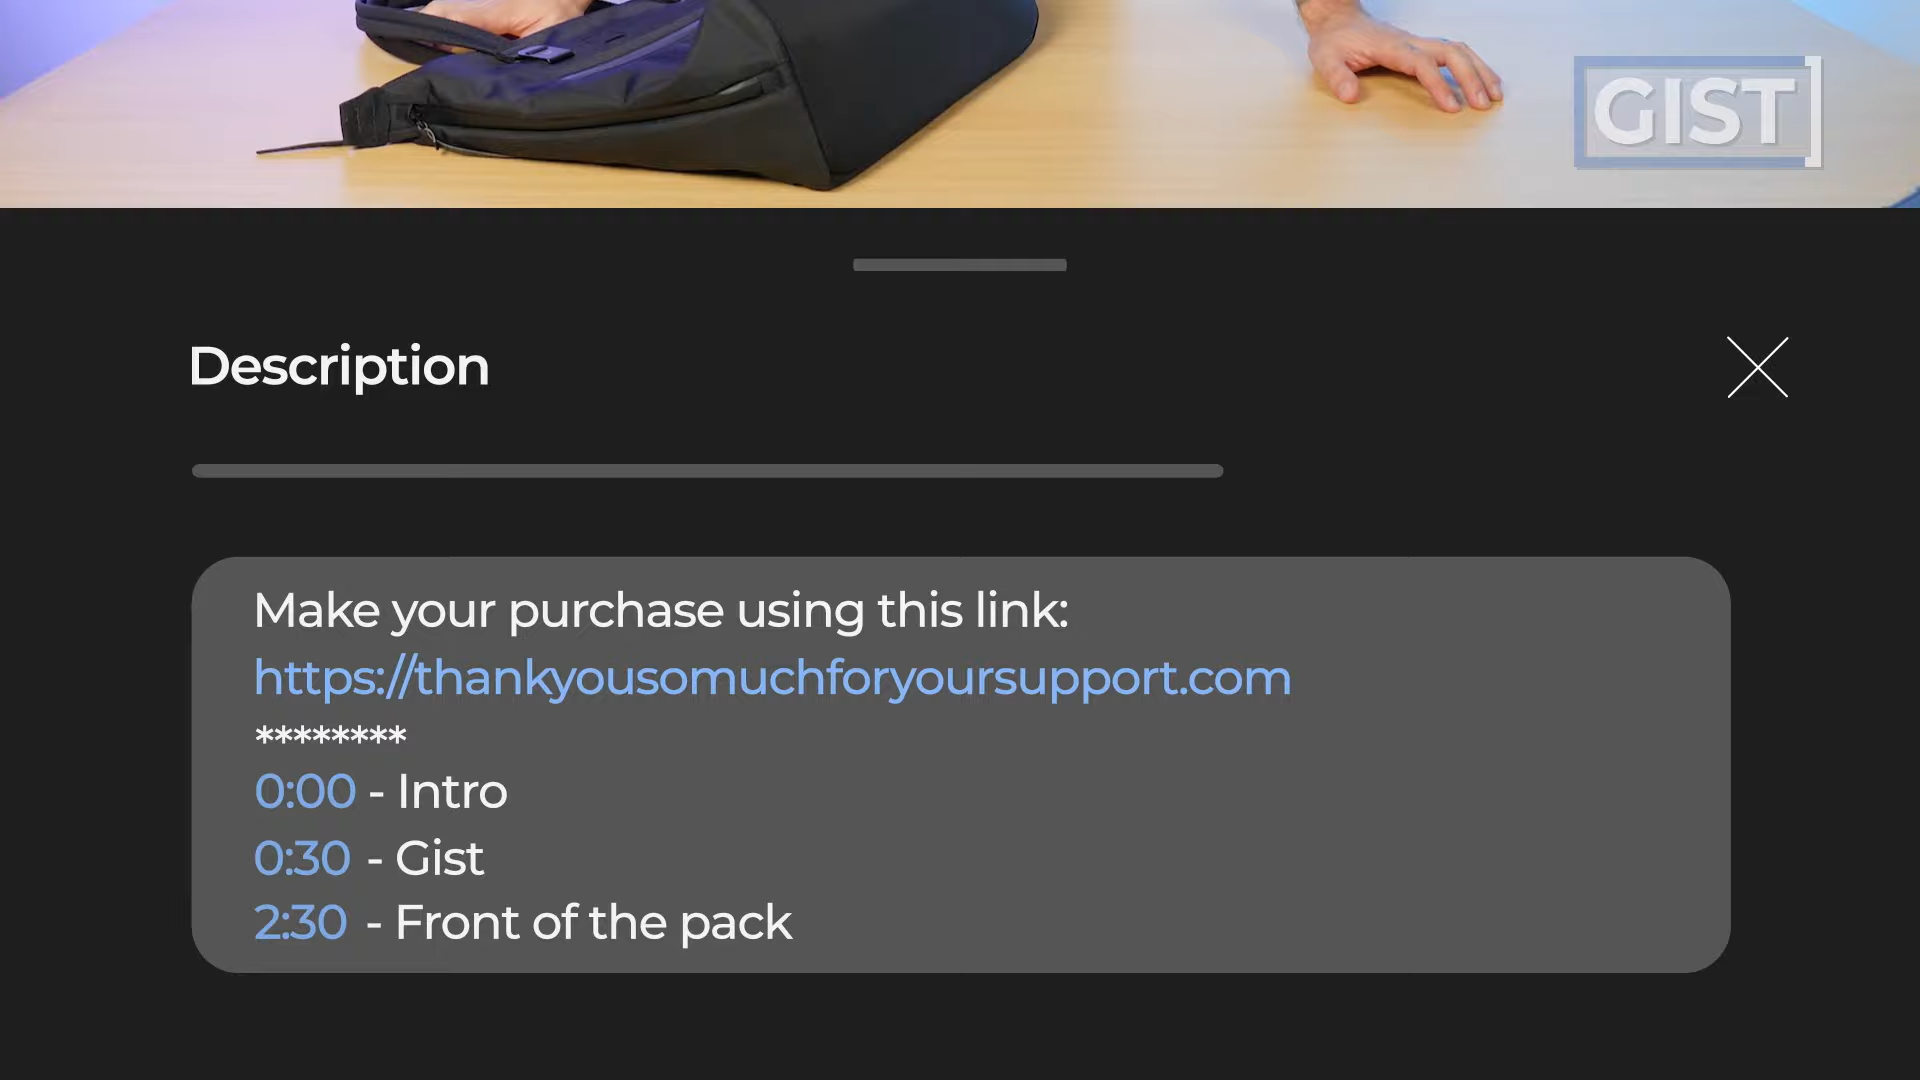 GIST
Description
Make your purchase using this link:
https://thankyousomuchforyoursupport.com
********
0:00 - Intro
0:30 - Gist
2:30 - Front of the pack